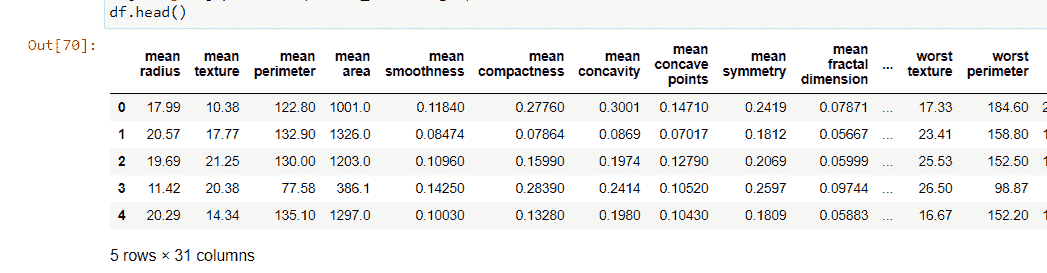 df.head()
Out[70]:
mean radius mean texture mean perimeter mean area mean smoothness mean compactness mean concavity mean concave points mean symmetry mean fractal dimension ... worst texture worst perimeter
0 17.99 10.38 122.80 1001.0 0.11840 0.27760 0.3001 0.14710 0.2419 0.07871 ... 17.33 184.60
1 20.57 17.77 132.90 1326.0 0.08474 0.07864 0.0869 0.07017 0.1812 0.05667 ... 23.41 158.80
2 19.69 21.25 130.00 1203.0 0.10960 0.15990 0.1974 0.12790 0.2069 0.05999 ... 25.53 152.50
3 11.42 20.38 77.58 386.1 0.14250 0.28390 0.2414 0.10520 0.2597 0.09744 ... 26.50 98.87
4 20.29 14.34 135.10 1297.0 0.10030 0.13280 0.1980 0.10430 0.1809 0.05883 ... 16.67 152.20
5 rows × 31 columns